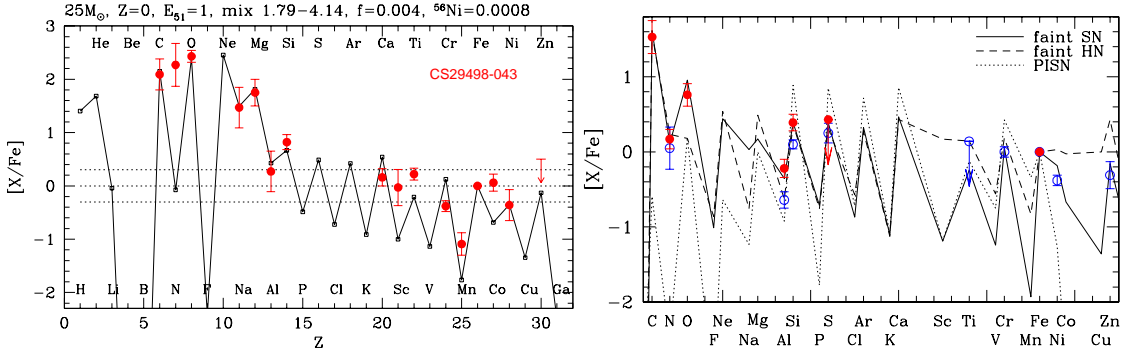 25M⊙, Z=0, E51=1, mix 1.79−4.14, f=0.004, 56Ni=0.0008
3
2
1
0
−1
−2
[X/Fe]
He Be C O Ne Mg Si S Ar Ca Ti Cr Fe Ni Zn
CS29498-043
H Li B N F Na Al P Cl K Sc V Mn Co Cu Ga
0 5 10 15 20 25 30
Z
faint SN
faint HN
PISN
1
0
−1
−2
[X/Fe]
C N O Ne Mg Si S Ar Ca Sc Ti Cr Fe Co Zn
F Na Al P Cl K V Mn Ni Cu